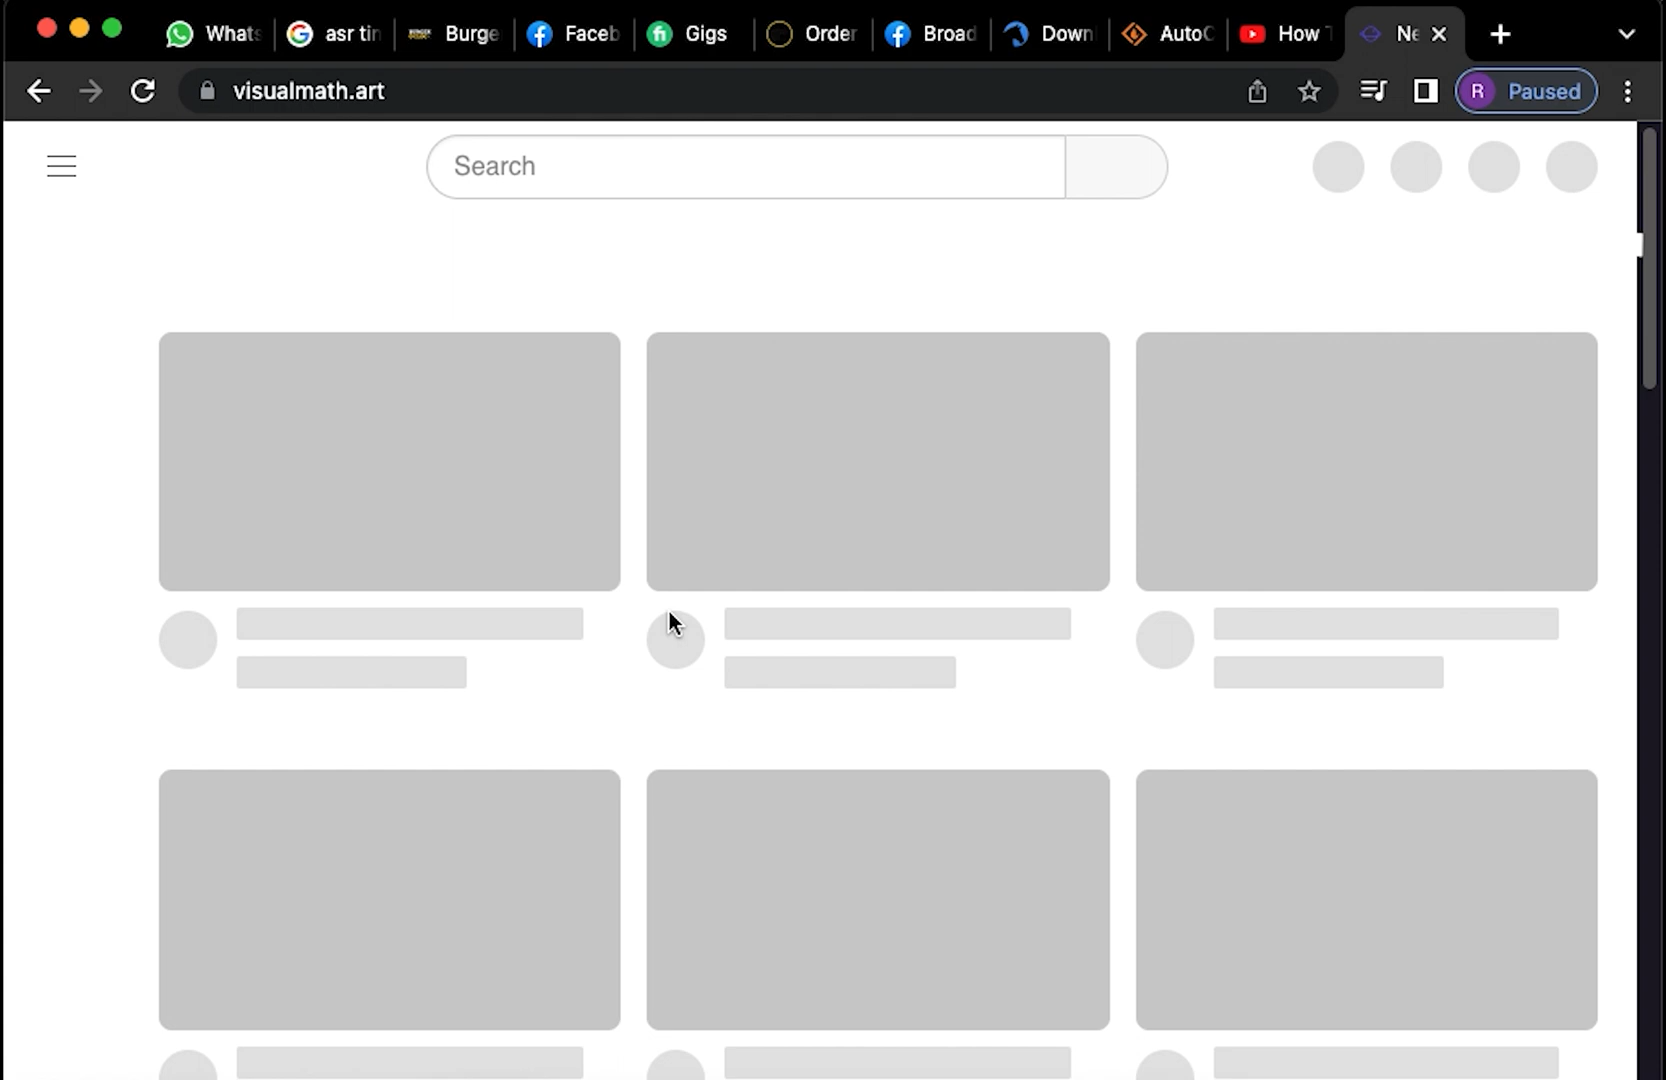 Whats
asr tin
Burge
Faceb
Gigs
Order
Broad
Down
AutoC
How T
Ne
visualmath.art
R
Paused
Search